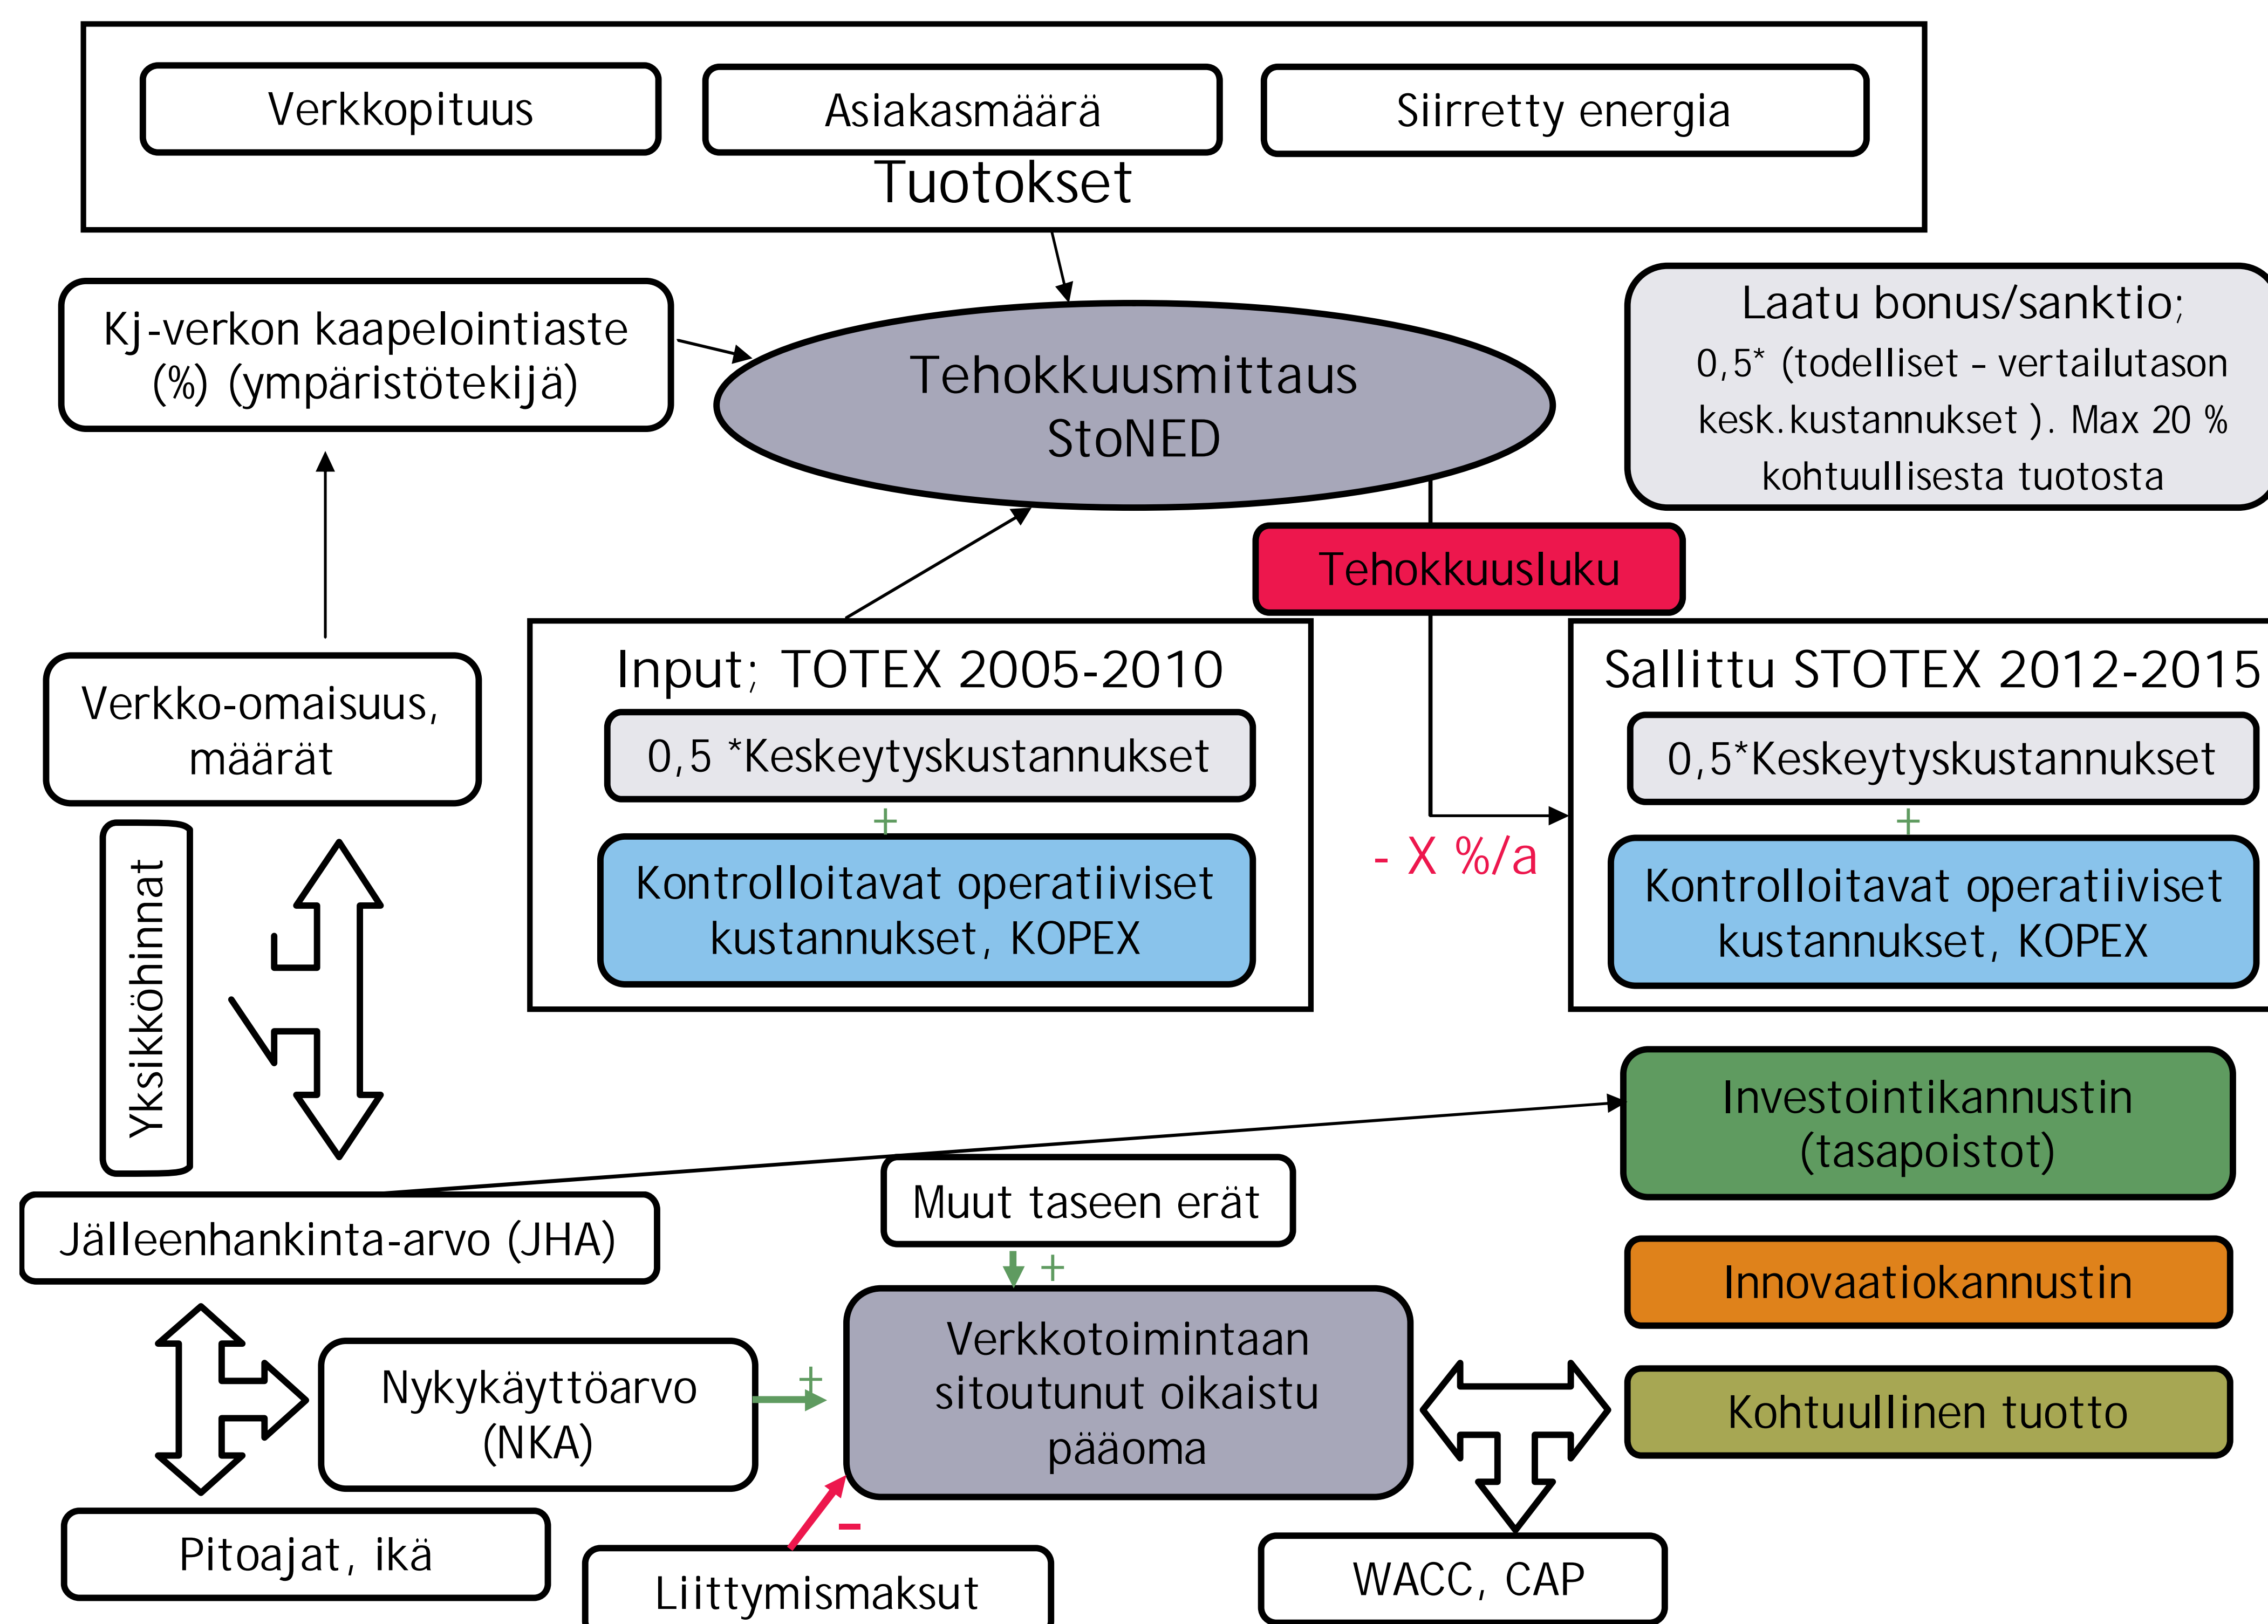 Verkkopituus
Asiakasmäärä
Siirretty energia
Tuotokset
Kj-verkon kaapelointiaste
(%) (ympäristötekijä)
Tehokkuusmittaus
StoNED
Laatu bonus/sanktio;
0,5* (todelliset – vertailutason
kesk.kustannukset ). Max 20 %
kohtuullisesta tuotosta
Tehokkuusluku
Verkko-omaisuus,
määrät
Input; TOTEX 2005-2010
0,5 *Keskeytyskustannukset
+
Kontrolloitavat operatiiviset
kustannukset, KOPEX
- X %/a
Sallittu STOTEX 2012-2015
0,5*Keskeytyskustannukset
+
Kontrolloitavat operatiiviset
kustannukset, KOPEX
Yksikköhinnat
Investointikannustin
(tasapoistot)
Jälleenhankinta-arvo (JHA)
Muut taseen erät
+
Innovaatiokannustin
Nykykäyttöarvo
(NKA)
+
Verkkotoimintaan
sitoutunut oikaistu
pääoma
Kohtuullinen tuotto
-
Pitoajat, ikä
Liittymismaksut
WACC, CAP